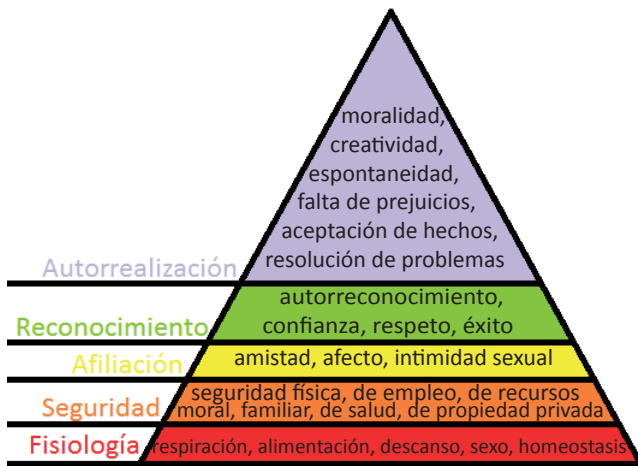 moralidad,
creatividad,
espontaneidad,
falta de prejuicios,
aceptación de hechos,
resolución de problemas
Autorrealización
autorreconocimiento,
confianza, respeto, éxito
Reconocimiento
amistad, afecto, intimidad sexual
Afiliación
seguridad física, de empleo, de recursos
moral, familiar, de salud, de propiedad privada
Seguridad
respiración, alimentación, descanso, sexo, homeostasis
Fisiología